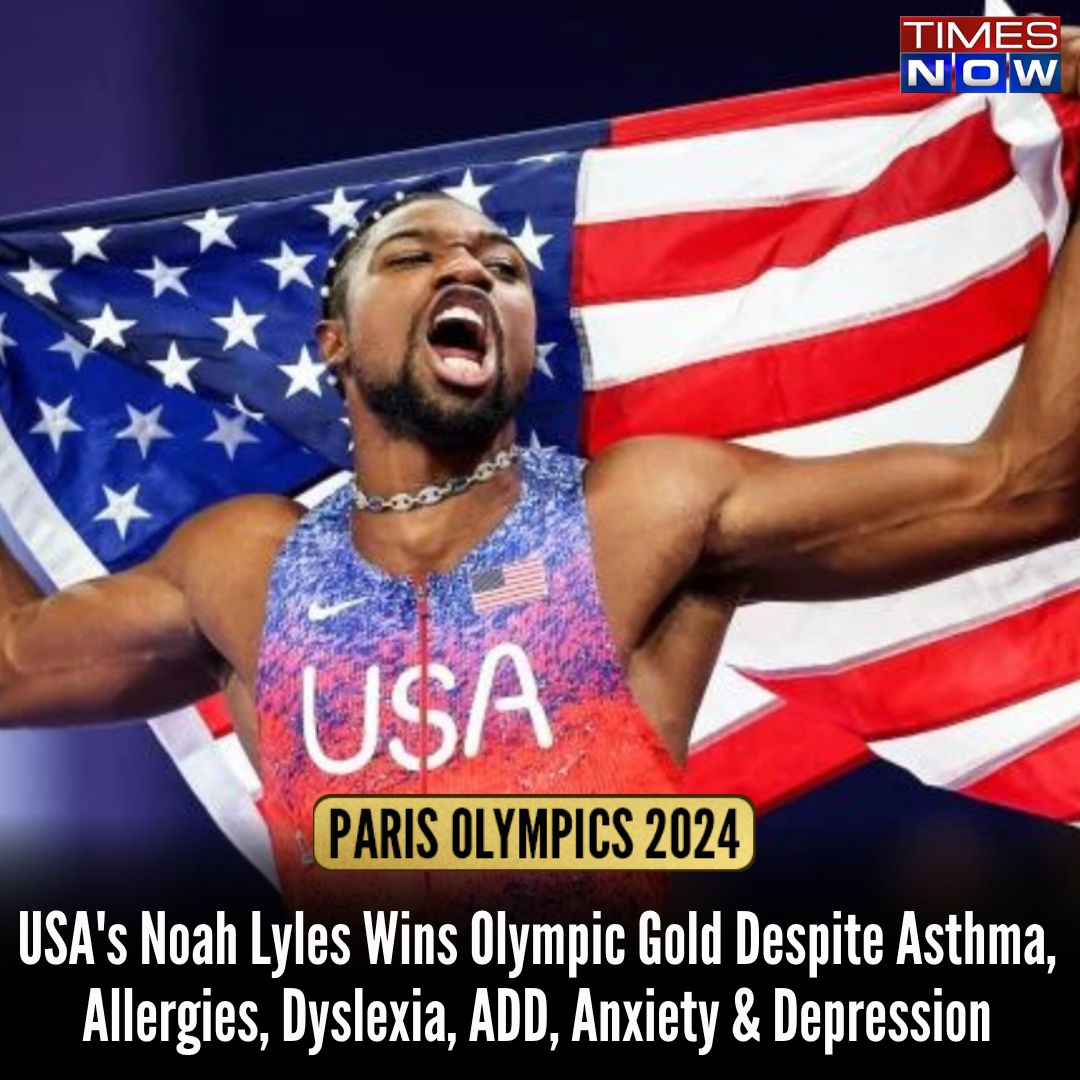 TIMES
NOW
USA
PARIS OLYMPICS 2024
USA's Noah Lyles Wins Olympic Gold Despite Asthma,
Allergies, Dyslexia, ADD, Anxiety & Depression